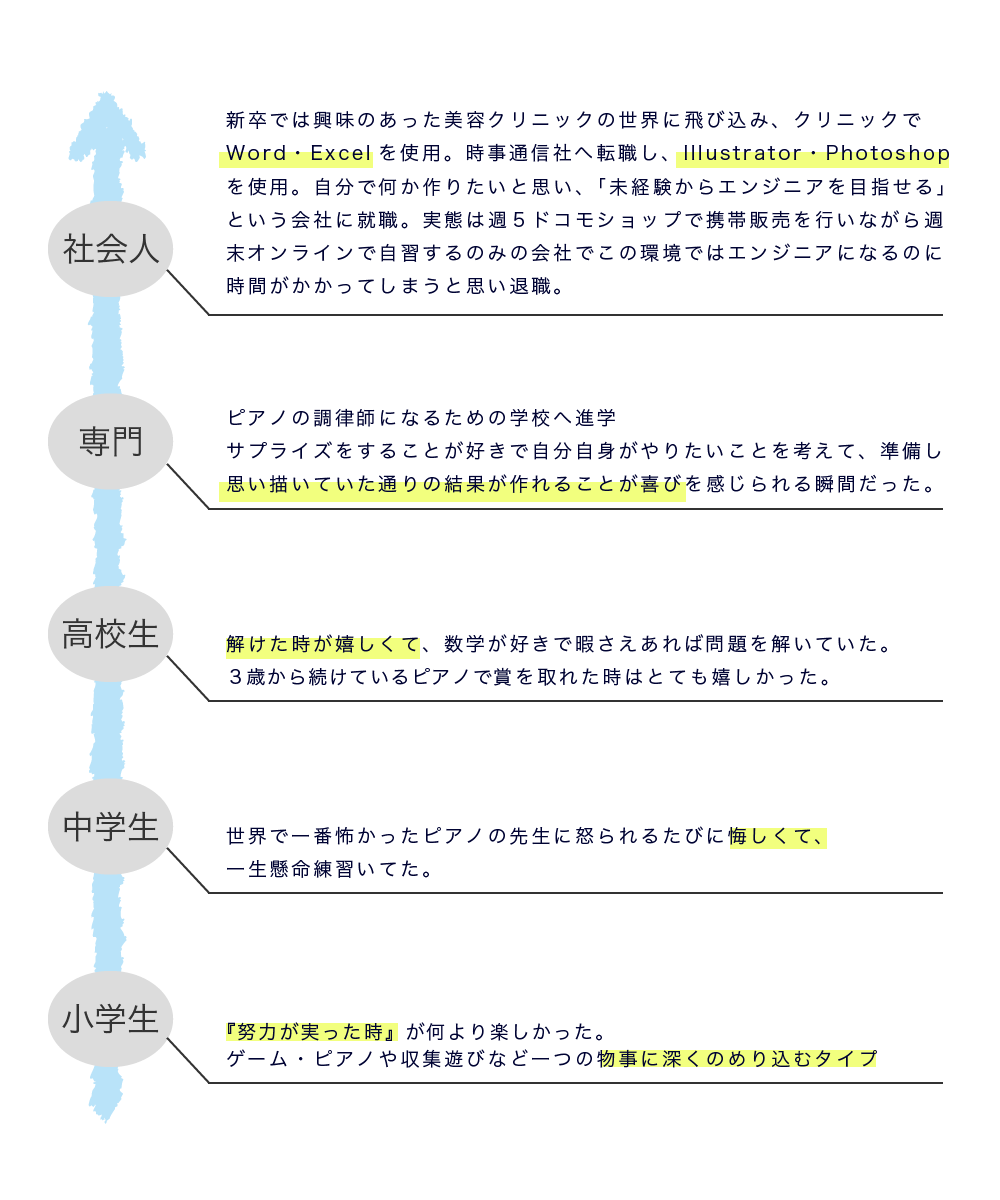 新卒では興味のあった美容クリニックの世界に飛び込み、クリニックで
Word・Excel を使用。時事通信社へ転職し、Illustrator・Photoshop
を使用。自分で何か作りたいと思い、「未経験からエンジニアを目指せる」
という会社に就職。実態は週５ドコモショップで携帯販売を行いながら週
末オンラインで自習するのみの会社でこの環境ではエンジニアになるのに
時間がかかってしまうと思い退職。
社会人
ピアノの調律師になるための学校へ進学
サプライズをすることが好きで自分自身がやりたいことを考えて、準備し
思い描いていた通りの結果が作れることが喜びを感じられる瞬間だった。
専門
解けた時が嬉しくて、数学が好きで暇さえあれば問題を解いていた。
３歳から続けているピアノで賞を取れた時はとても嬉しかった。
高校生
世界で一番怖かったピアノの先生に怒られるたびに悔しくて、
一生懸命練習いてた。
中学生
『努力が実った時』が何より楽しかった。
ゲーム・ピアノや収集遊びなど一つの物事に深くのめり込むタイプ
小学生